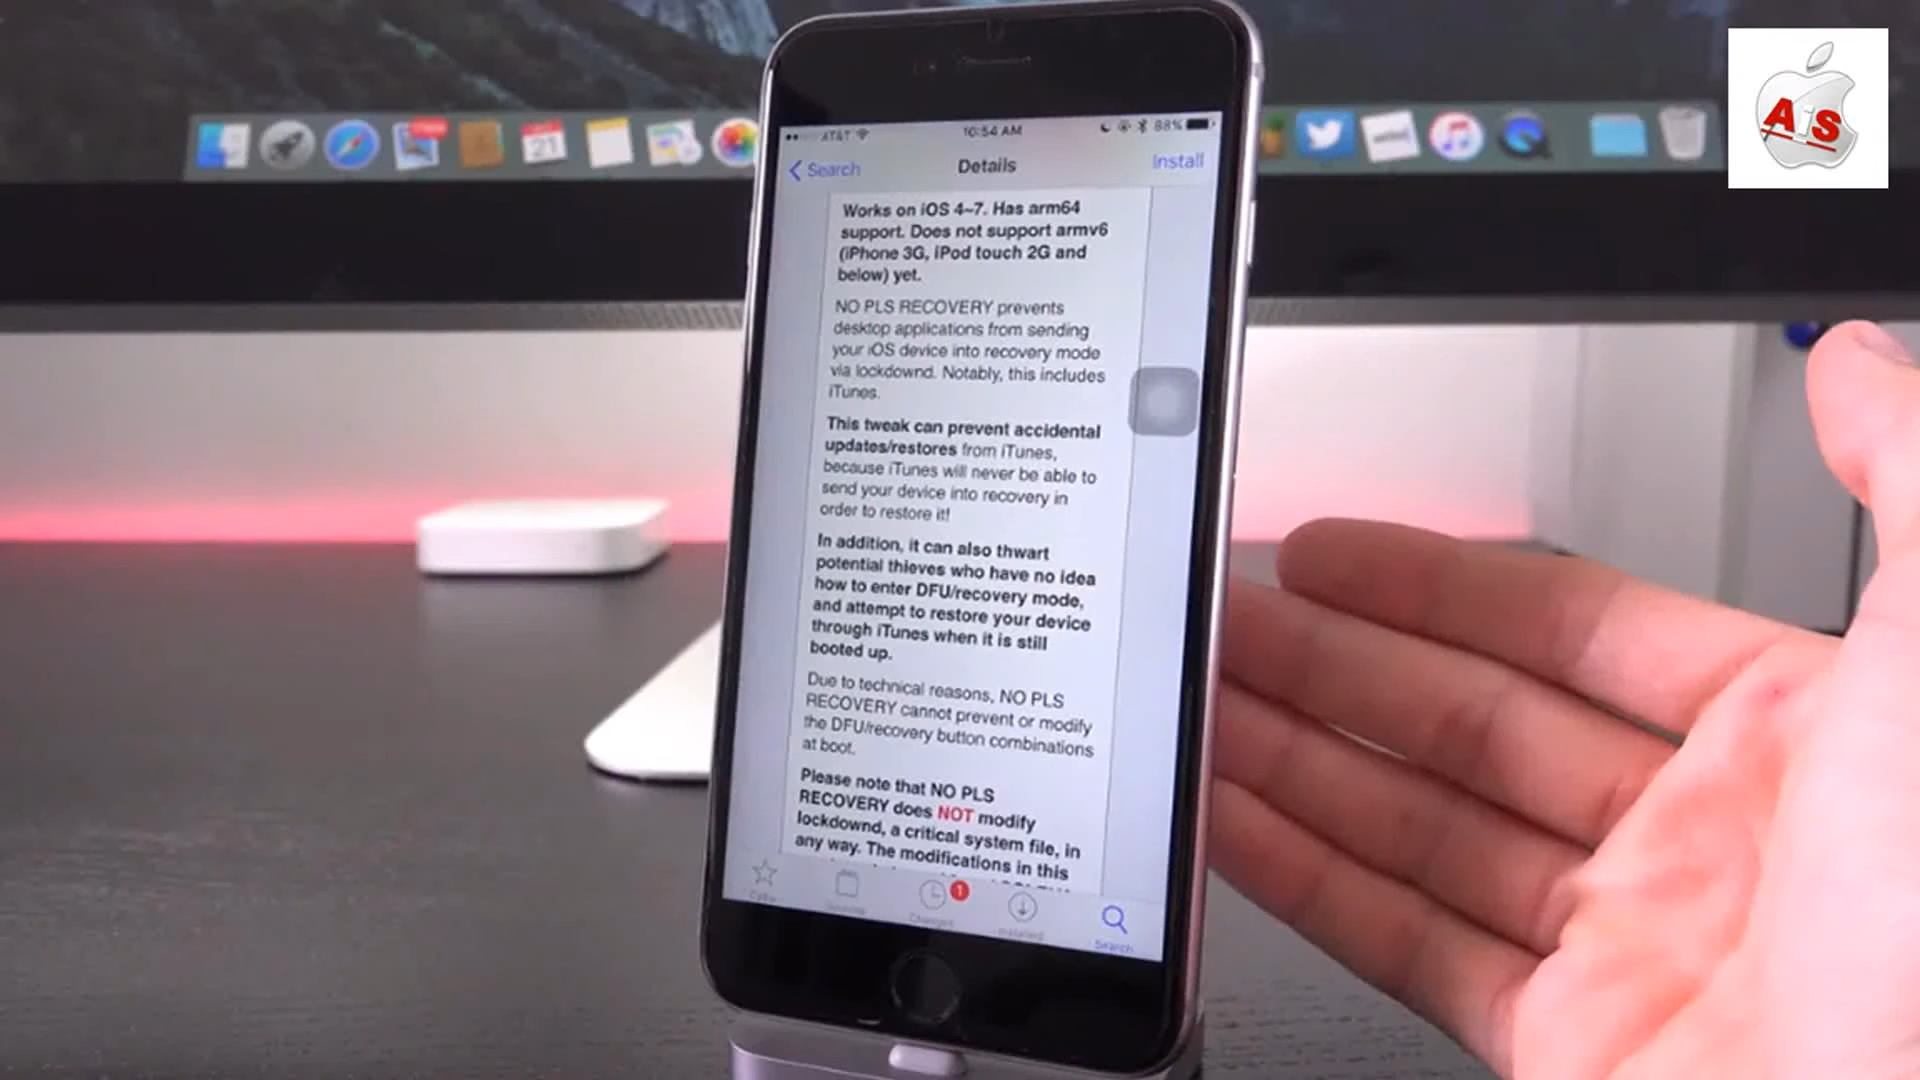 AiS
21
AT&T 10:54 AM 88%
Search Details Install
Works on iOS 4–7. Has arm64
support. Does not support armv6
(iPhone 3G, iPod touch 2G and
below) yet.
NO PLS RECOVERY prevents
desktop applications from sending
your iOS device into recovery mode
via lockdownd. Notably, this includes
iTunes.
This tweak can prevent accidental
updates/restores from iTunes,
because iTunes will never be able to
send your device into recovery in
order to restore it!
In addition, it can also thwart
potential thieves who have no idea
how to enter DFU/recovery mode,
and attempt to restore your device
through iTunes when it is still
booted up.
Due to technical reasons, NO PLS
RECOVERY cannot prevent or modify
the DFU/recovery button combinations
at boot.
Please note that NO PLS
RECOVERY does NOT modify
lockdownd, a critical system file, in
any way. The modifications in this
1
Cydia Sources Changes Installed Search